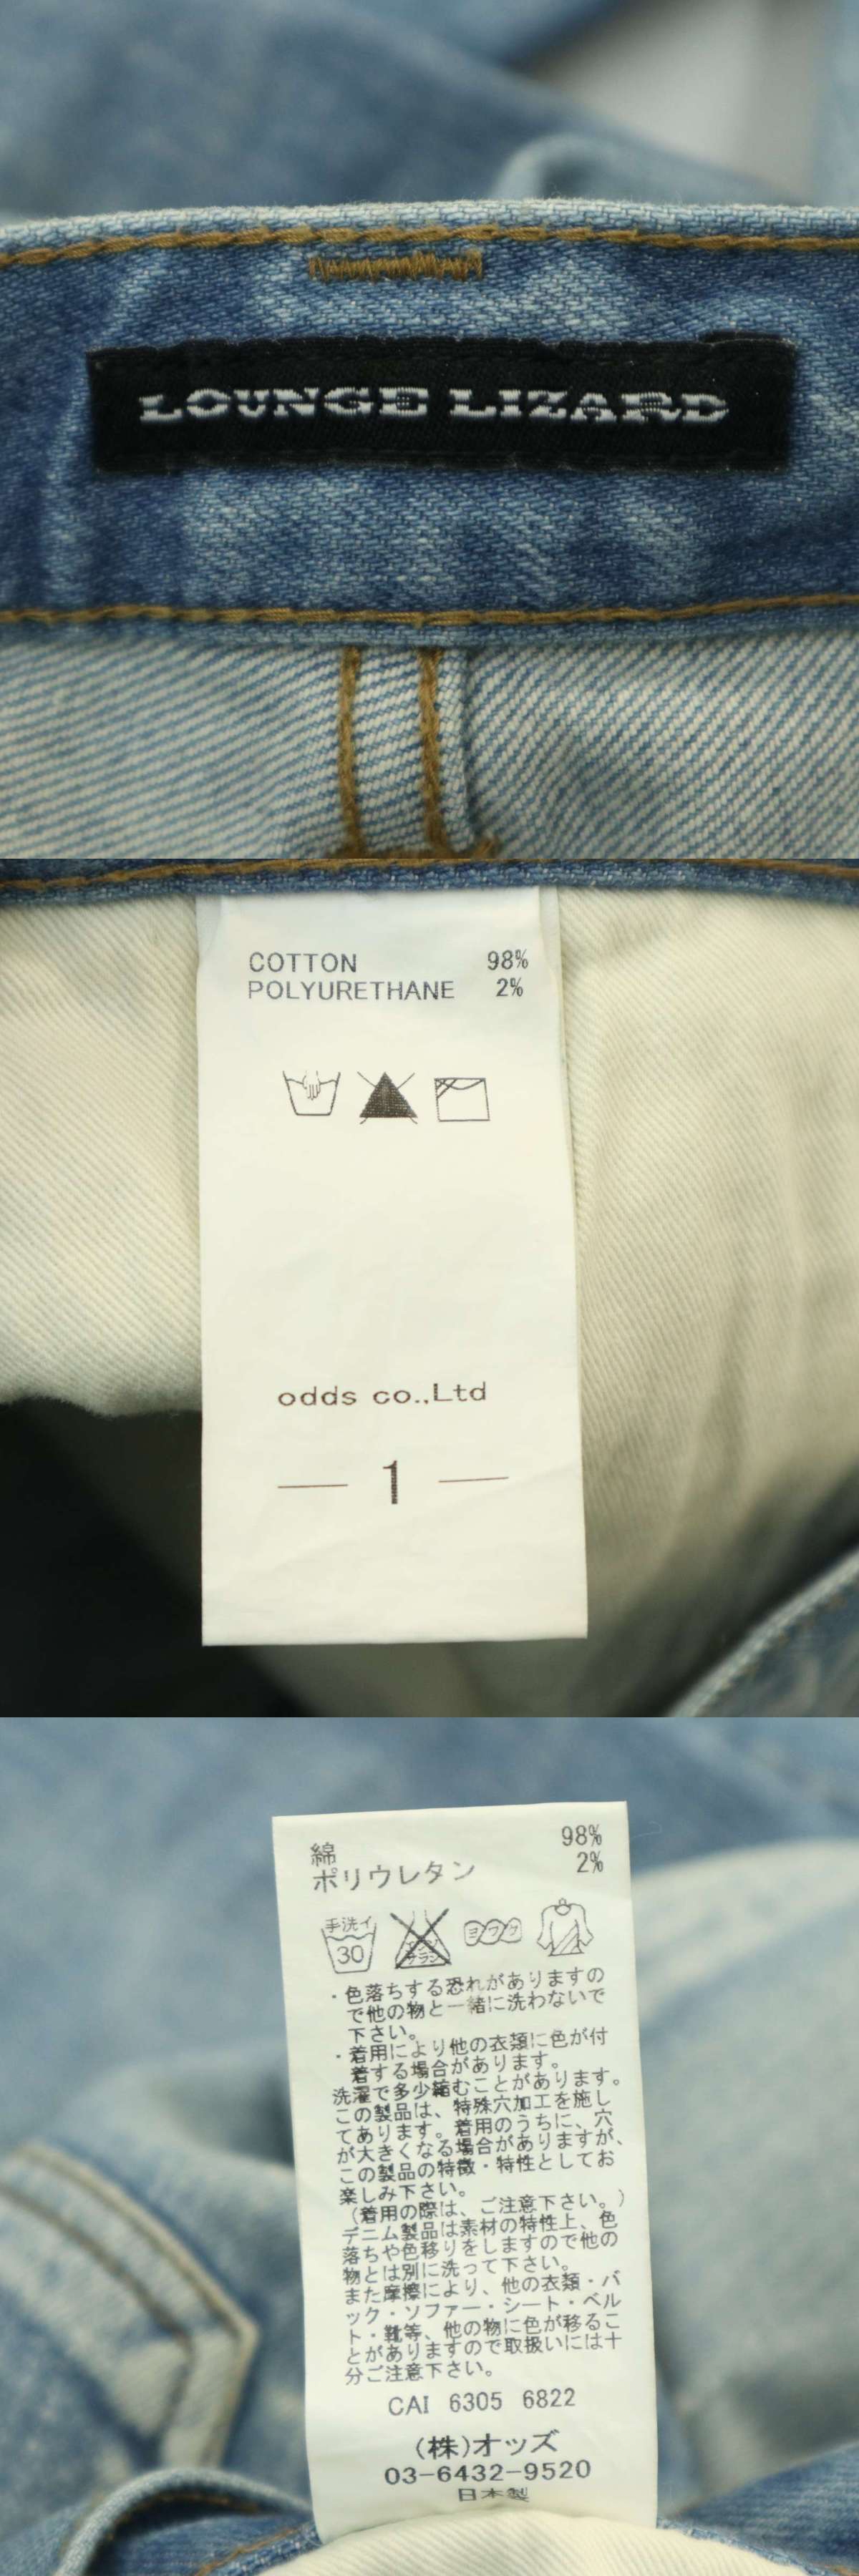 LOUNGE LIZARD
COTTON 98%
POLYURETHANE 2%
odds co.,Ltd
— 1 —
綿 98%
ポリウレタン 2%
手洗イ
30
エンソ
サラシ
ヨワク
・色落ちする恐れがありますの
で他の物と一緒に洗わないで
下さい。
・着用により他の衣類に色が付
着する場合があります。
洗濯で多少縮むことがあります。
この製品は、特殊穴加工を施し
てあります。着用のうちに、穴
が大きくなる場合がありますが、
この製品の特徴・特性としてお
楽しみ下さい。
（着用の際は、ご注意下さい。）
デニム製品は素材の特性上、色
落ちや色移りをしますので他の
物とは別に洗って下さい。
また摩擦により、他の衣類・バ
ック・ソファー・シート・ベル
ト・靴等、他の物に色が移るこ
とがありますので取扱いには十
分ご注意下さい。
CAI 6305 6822
(株)オッズ
03-6432-9520
日本製